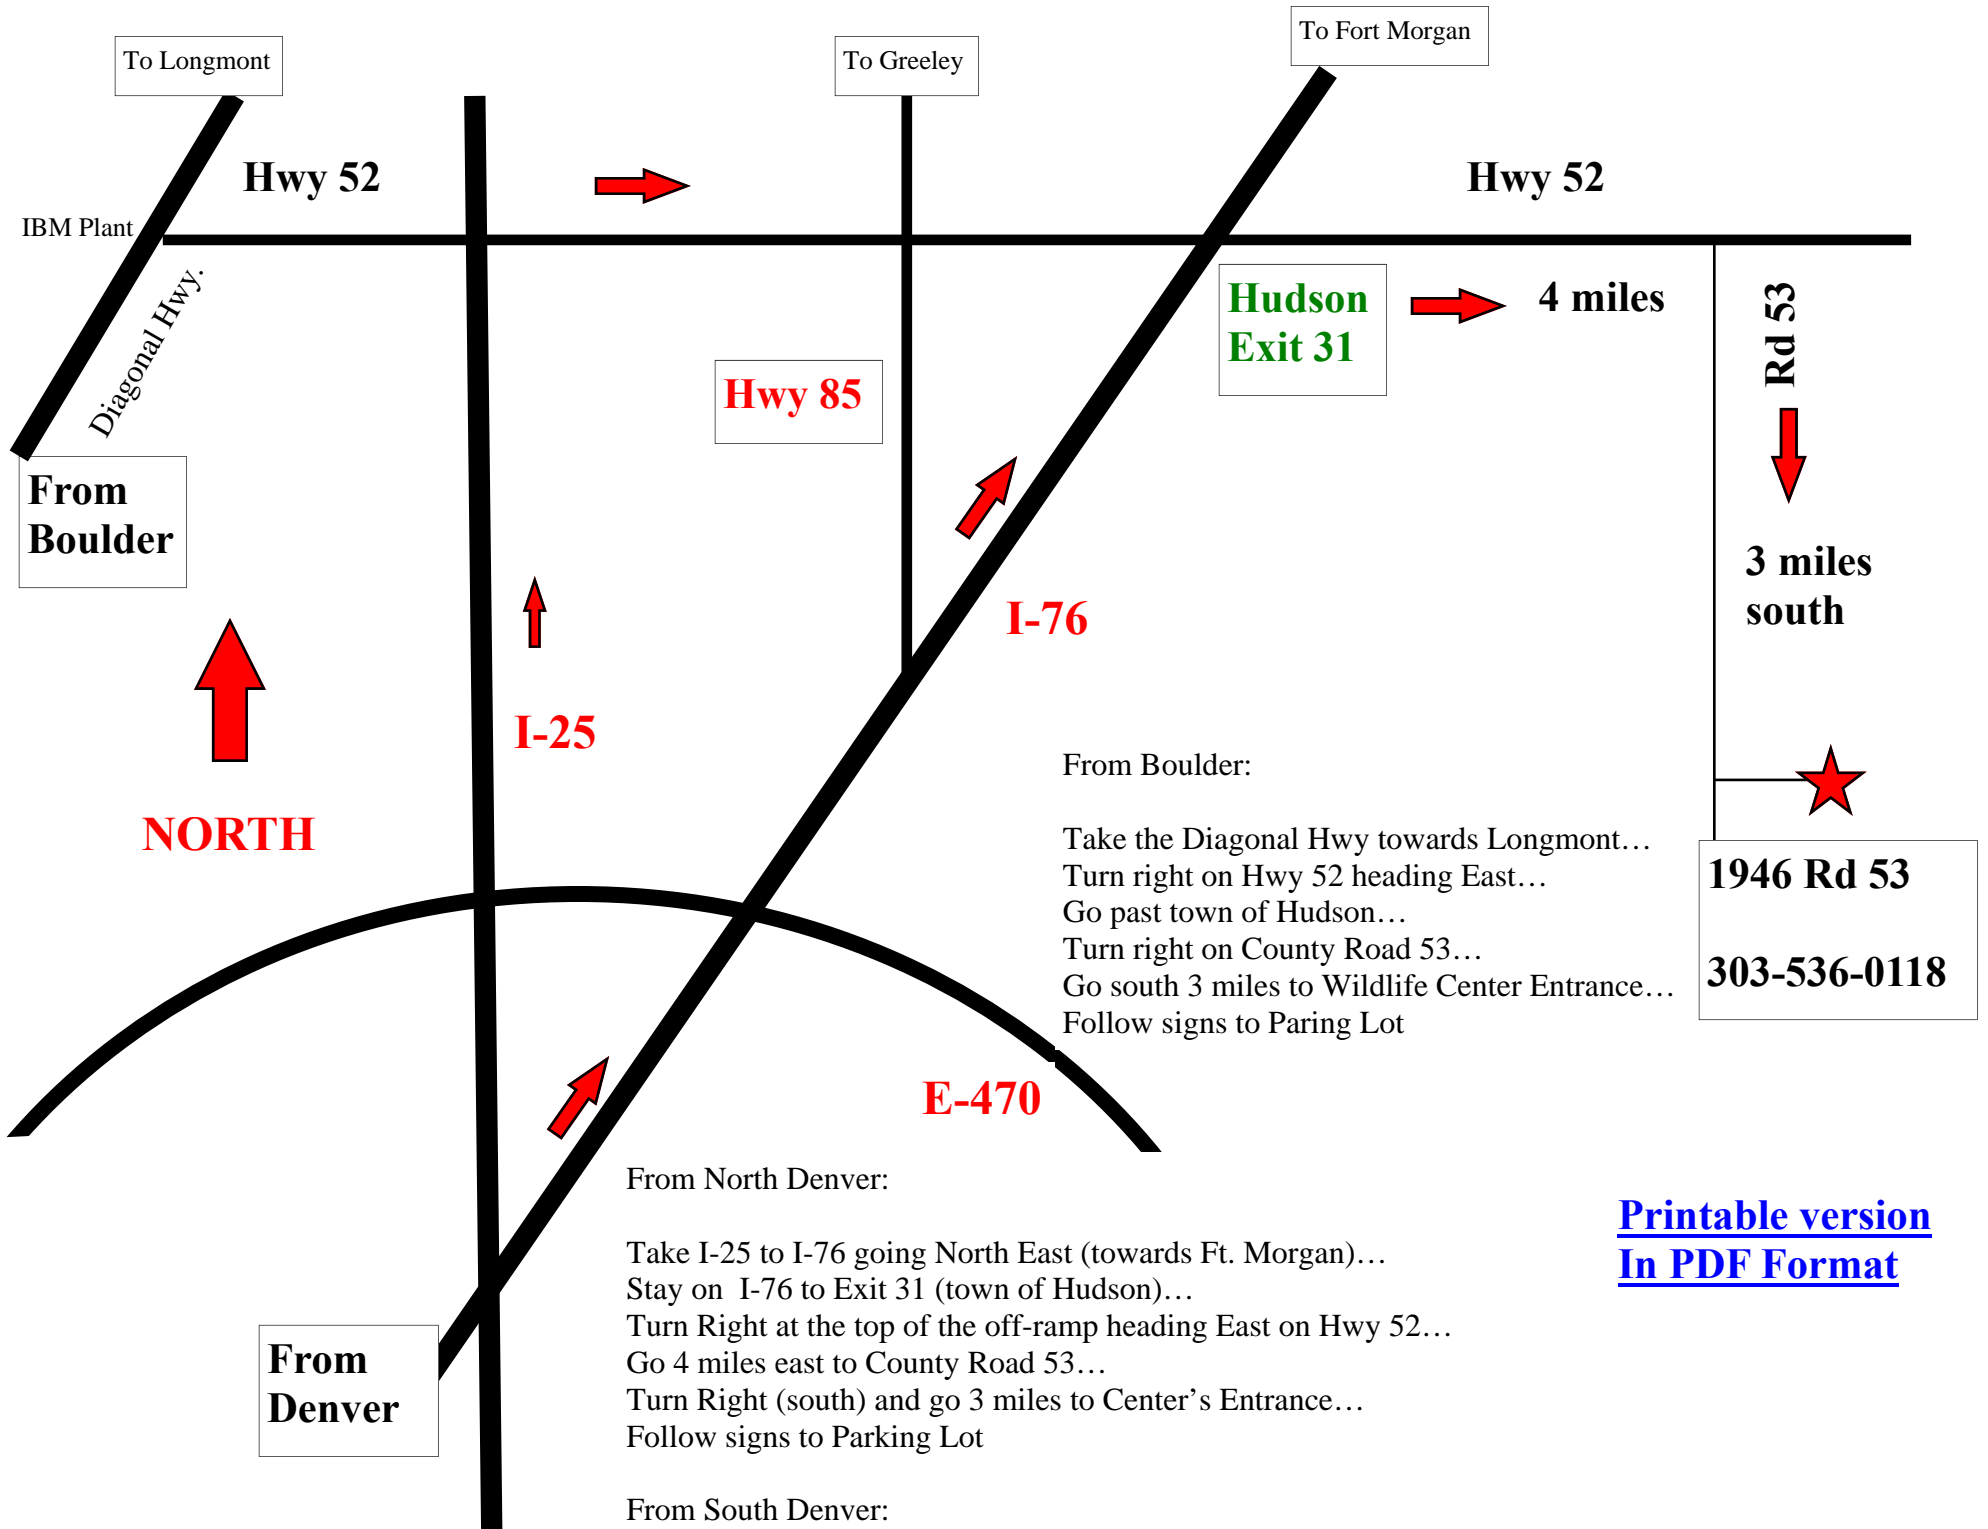 To Longmont
To Greeley
To Fort Morgan
Hwy 52
Hwy 52
IBM Plant
Diagonal Hwy.
Hudson
Exit 31
4 miles
Rd 53
Hwy 85
From
Boulder
3 miles
south
I-76
I-25
NORTH
From Boulder:
Take the Diagonal Hwy towards Longmont…
Turn right on Hwy 52 heading East…
Go past town of Hudson…
Turn right on County Road 53…
Go south 3 miles to Wildlife Center Entrance…
Follow signs to Paring Lot
1946 Rd 53
303-536-0118
E-470
From North Denver:
Take I-25 to I-76 going North East (towards Ft. Morgan)…
Stay on  I-76 to Exit 31 (town of Hudson)…
Turn Right at the top of the off-ramp heading East on Hwy 52…
Go 4 miles east to County Road 53…
Turn Right (south) and go 3 miles to Center’s Entrance…
Follow signs to Parking Lot
Printable version
In PDF Format
From
Denver
From South Denver: